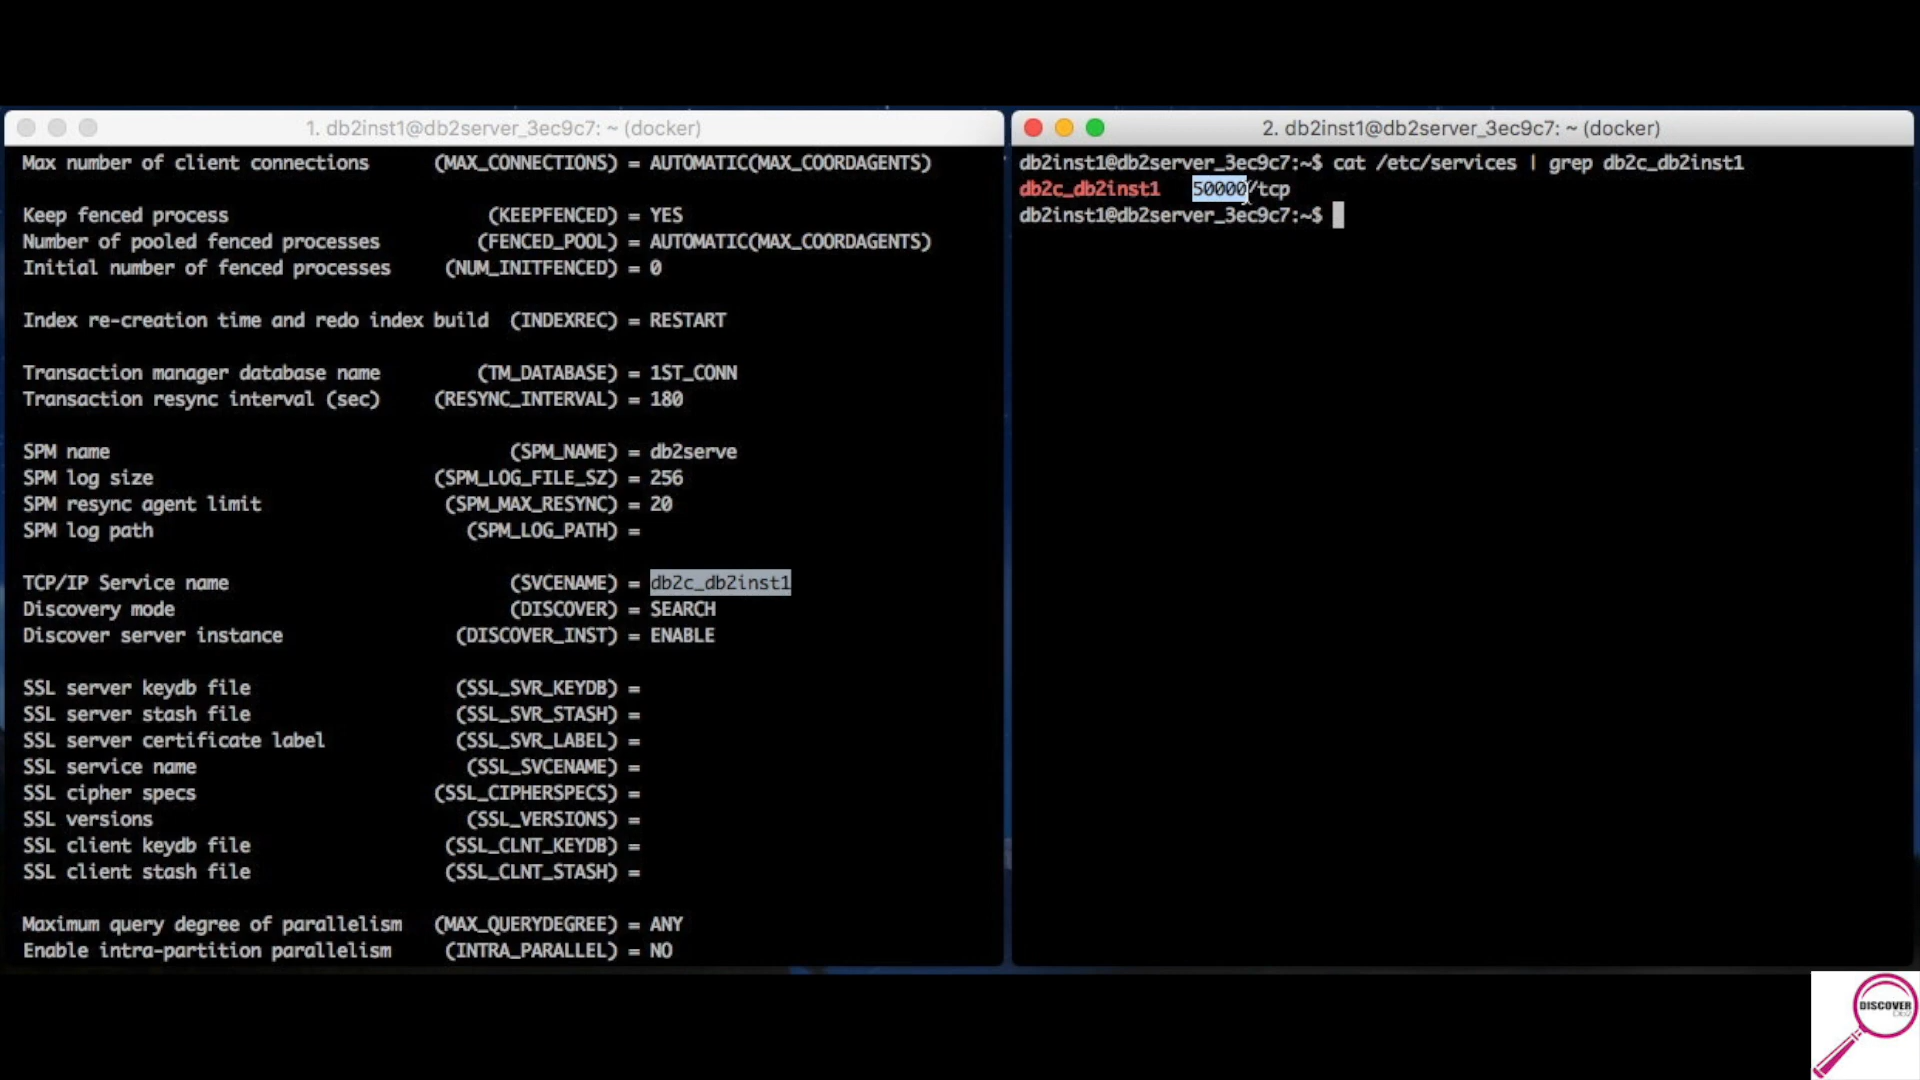 1. db2inst1@db2server_3ec9c7: ~ (docker)
Max number of client connections (MAX_CONNECTIONS) = AUTOMATIC(MAX_COORDAGENTS)
Keep fenced process (KEEPFENCED) = YES
Number of pooled fenced processes (FENCED_POOL) = AUTOMATIC(MAX_COORDAGENTS)
Initial number of fenced processes (NUM_INITFENCED) = 0
Index re-creation time and redo index build (INDEXREC) = RESTART
Transaction manager database name (TM_DATABASE) = 1ST_CONN
Transaction resync interval (sec) (RESYNC_INTERVAL) = 180
SPM name (SPM_NAME) = db2serve
SPM log size (SPM_LOG_FILE_SZ) = 256
SPM resync agent limit (SPM_MAX_RESYNC) = 20
SPM log path (SPM_LOG_PATH) =
TCP/IP Service name (SVCENAME) = db2c_db2inst1
Discovery mode (DISCOVER) = SEARCH
Discover server instance (DISCOVER_INST) = ENABLE
SSL server keydb file (SSL_SVR_KEYDB) =
SSL server stash file (SSL_SVR_STASH) =
SSL server certificate label (SSL_SVR_LABEL) =
SSL service name (SSL_SVCENAME) =
SSL cipher specs (SSL_CIPHERSPECS) =
SSL versions (SSL_VERSIONS) =
SSL client keydb file (SSL_CLNT_KEYDB) =
SSL client stash file (SSL_CLNT_STASH) =
Maximum query degree of parallelism (MAX_QUERYDEGREE) = ANY
Enable intra-partition parallelism (INTRA_PARALLEL) = NO
2. db2inst1@db2server_3ec9c7: ~ (docker)
db2inst1@db2server_3ec9c7:~$ cat /etc/services | grep db2c_db2inst1
db2c_db2inst1 50000/tcp
db2inst1@db2server_3ec9c7:~$
DISCOVER
Db2